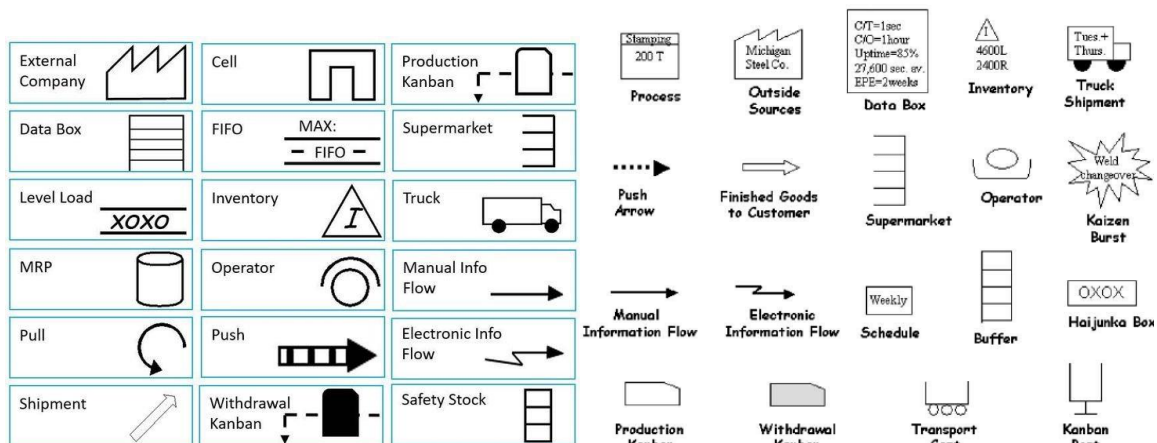 External
Company
Cell
Production
Kanban
Data Box
FIFO
MAX:
FIFO
Supermarket
Level Load
XOXO
Inventory
I
Truck
MRP
Operator
Manual Info
Flow
Pull
Push
Electronic Info
Flow
Shipment
Withdrawal
Kanban
Safety Stock
Stamping
200 T
Process
Michigan
Steel Co.
Outside
Sources
C/T=1sec
C/O=1hour
Uptime=85%
27,600 sec. av.
EPE=2weeks
Data Box
I
4600L
2400R
Inventory
Tues.+
Thurs.
Truck
Shipment
Push
Arrow
Finished Goods
to Customer
Supermarket
Operator
Weld
changeover
Kaizen
Burst
Manual
Information Flow
Electronic
Information Flow
Weekly
Schedule
Buffer
OXOX
Haijunka Box
Production
Kanban
Withdrawal
Kanban
Transport
Kanban